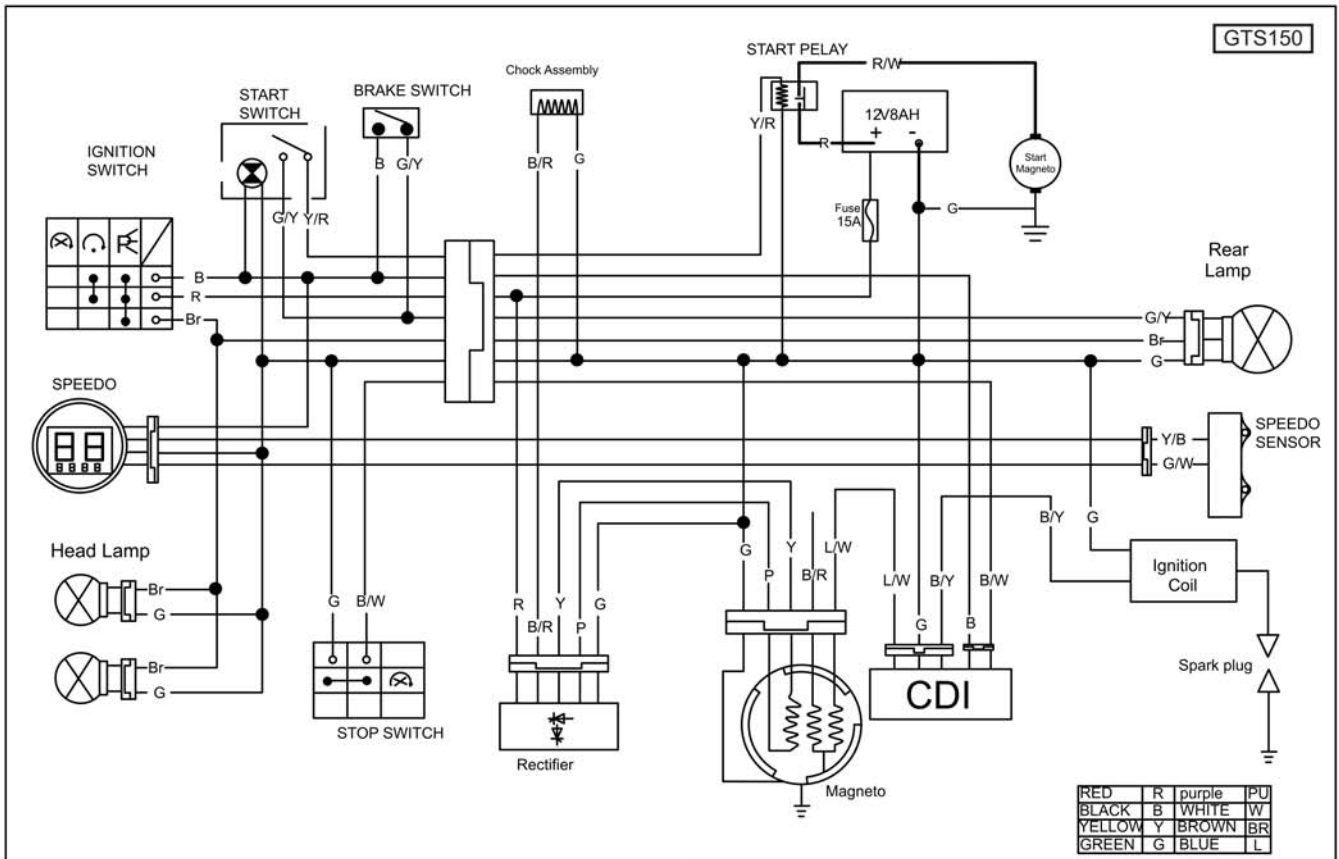 GTS150
START PELAY
R/W
Chock Assembly
BRAKE SWITCH
START
SWITCH
12V8AH
+ -
Y/R
R
IGNITION
SWITCH
B G/Y
B/R G
Start
Magneto
Fuse
15A
G
G/Y Y/R
Rear
Lamp
B
R
Br
G/Y
Br
G
SPEEDO
SPEEDO
SENSOR
Y/B
G/W
B/Y G
Head Lamp
G P Y B/R L/W
L/W B/Y B/W
Ignition
Coil
Br
G
G B/W
R B/R Y P G
G B
Spark plug
Br
G
CDI
STOP SWITCH
Rectifier
Magneto
RED R purple PU
BLACK B WHITE W
YELLOW Y BROWN BR
GREEN G BLUE L